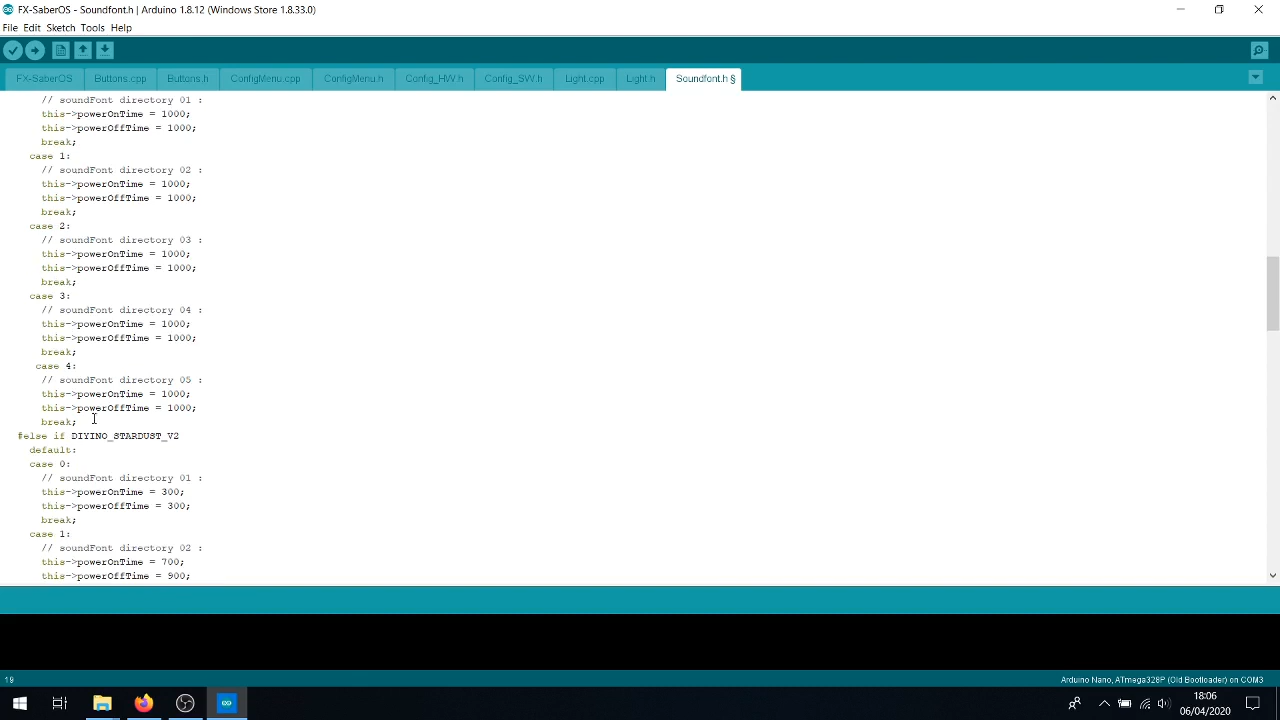 FX-SaberOS - Soundfont.h | Arduino 1.8.12 (Windows Store 1.8.33.0)
File Edit Sketch Tools Help
FX-SaberOS Buttons.cpp Buttons.h ConfigMenu.cpp ConfigMenu.h Config_HW.h Config_SW.h Light.cpp Light.h Soundfont.h §
// soundFont directory 01 :
this->powerOnTime = 1000;
this->powerOffTime = 1000;
break;
case 1:
// soundFont directory 02 :
this->powerOnTime = 1000;
this->powerOffTime = 1000;
break;
case 2:
// soundFont directory 03 :
this->powerOnTime = 1000;
this->powerOffTime = 1000;
break;
case 3:
// soundFont directory 04 :
this->powerOnTime = 1000;
this->powerOffTime = 1000;
break;
case 4:
// soundFont directory 05 :
this->powerOnTime = 1000;
this->powerOffTime = 1000;
break;
#else if DIYINO_STARDUST_V2
default:
case 0:
// soundFont directory 01 :
this->powerOnTime = 300;
this->powerOffTime = 300;
break;
case 1:
// soundFont directory 02 :
this->powerOnTime = 700;
this->powerOffTime = 900;
19 Arduino Nano, ATmega328P (Old Bootloader) on COM3
18:06
06/04/2020